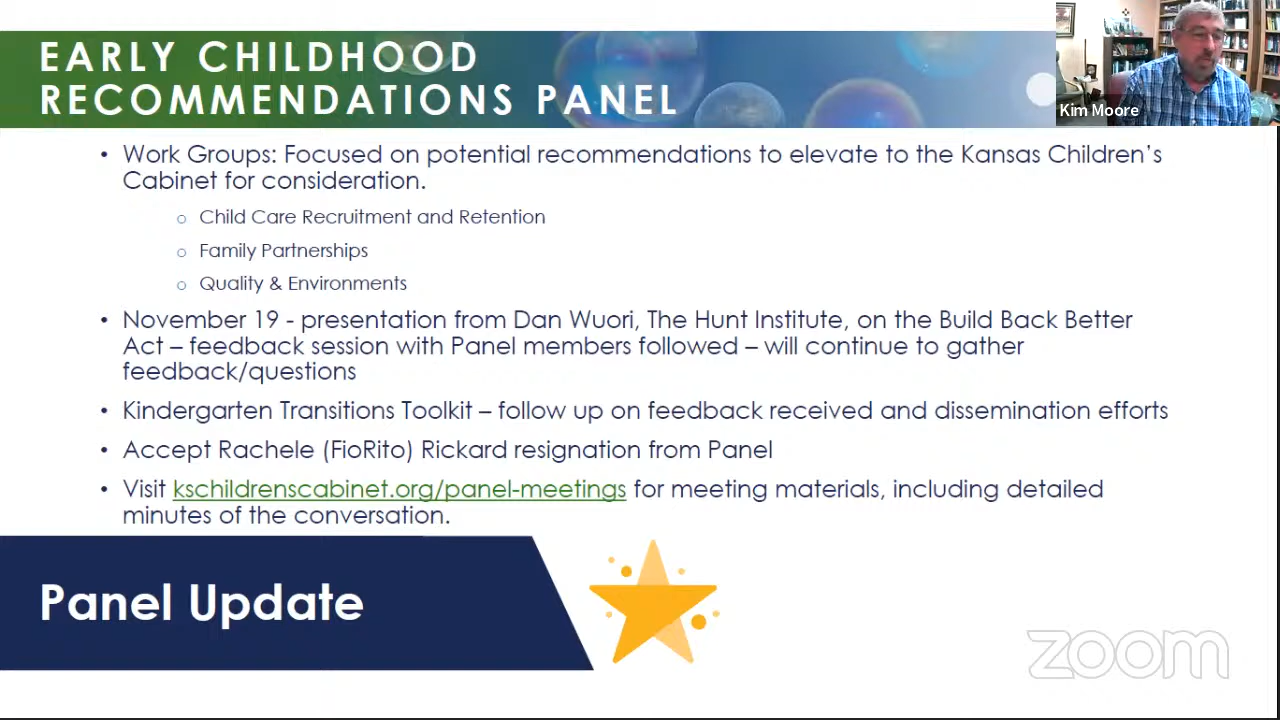 EARLY CHILDHOOD
RECOMMENDATIONS PANEL
Kim Moore
• Work Groups: Focused on potential recommendations to elevate to the Kansas Children’s
Cabinet for consideration.
o Child Care Recruitment and Retention
o Family Partnerships
o Quality & Environments
• November 19 - presentation from Dan Wuori, The Hunt Institute, on the Build Back Better
Act – feedback session with Panel members followed – will continue to gather
feedback/questions
• Kindergarten Transitions Toolkit – follow up on feedback received and dissemination efforts
• Accept Rachele (FioRito) Rickard resignation from Panel
• Visit kschildrenscabinet.org/panel-meetings for meeting materials, including detailed
minutes of the conversation.
Panel Update
zoom